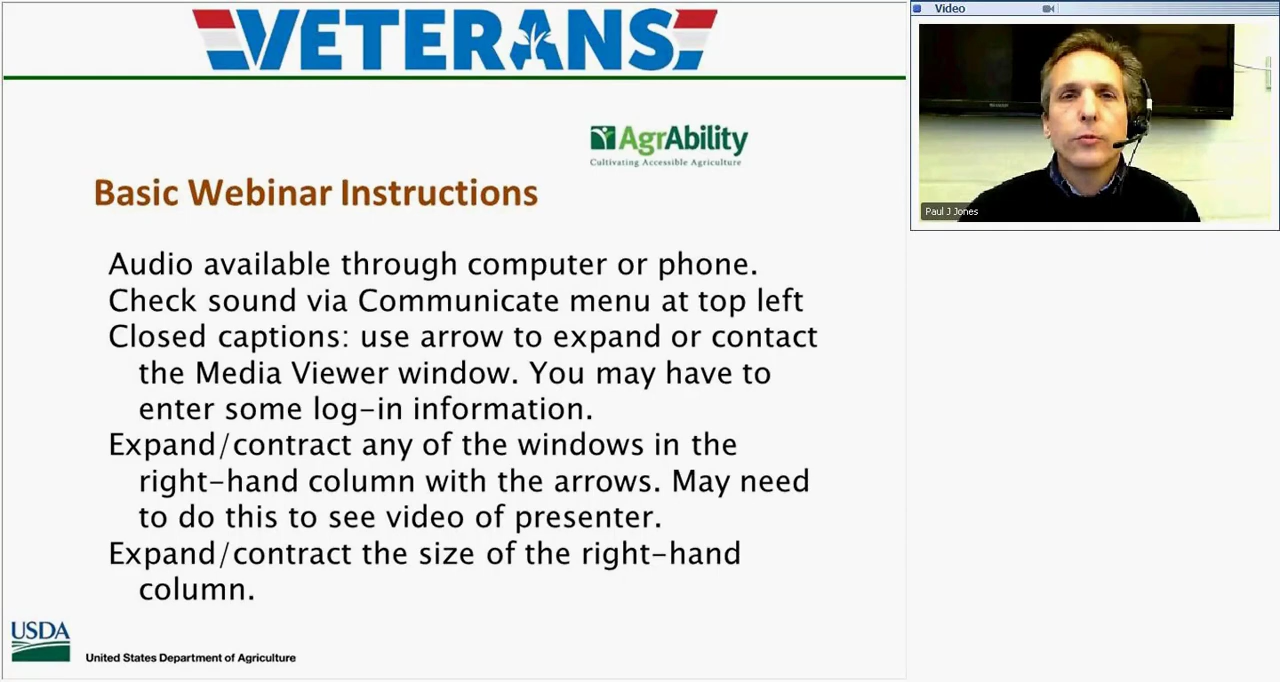 VETERANS
AgrAbility
Cultivating Accessible Agriculture
Basic Webinar Instructions
Audio available through computer or phone.
Check sound via Communicate menu at top left
Closed captions: use arrow to expand or contact
the Media Viewer window. You may have to
enter some log-in information.
Expand/contract any of the windows in the
right-hand column with the arrows. May need
to do this to see video of presenter.
Expand/contract the size of the right-hand
column.
USDA
United States Department of Agriculture
Video
Paul J Jones